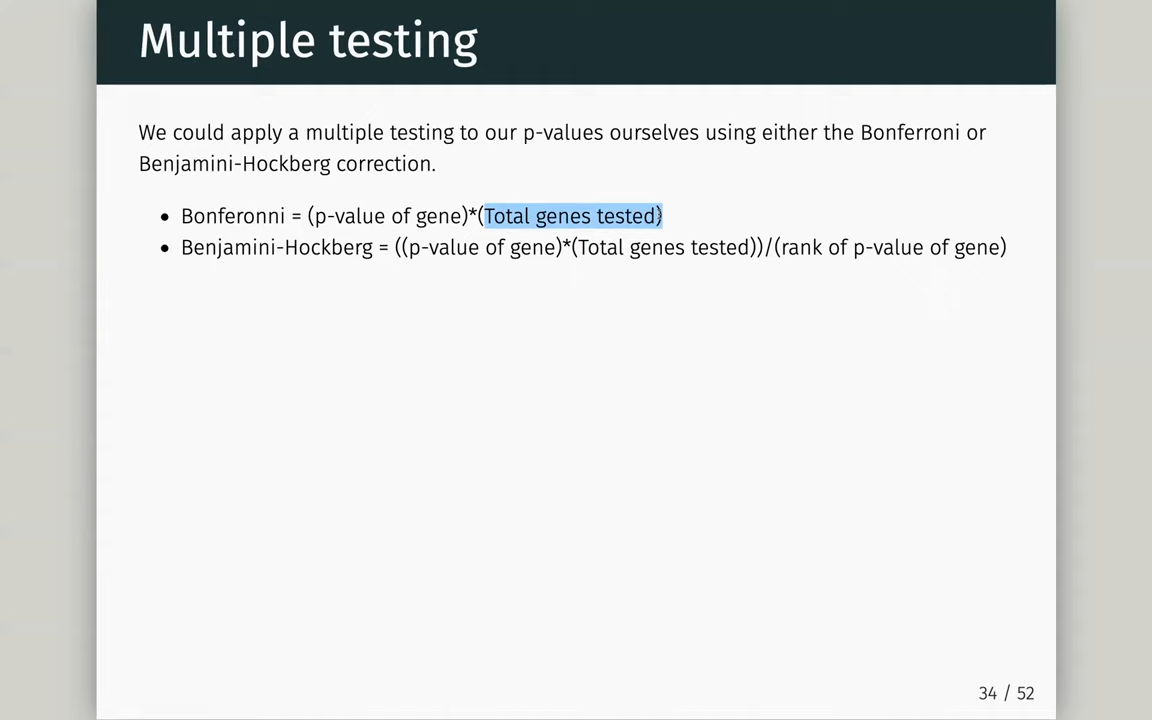 Multiple testing
We could apply a multiple testing to our p-values ourselves using either the Bonferroni or
Benjamini-Hockberg correction.
• Bonferonni = (p-value of gene)*(Total genes tested)
• Benjamini-Hockberg = ((p-value of gene)*(Total genes tested))/(rank of p-value of gene)
34 / 52